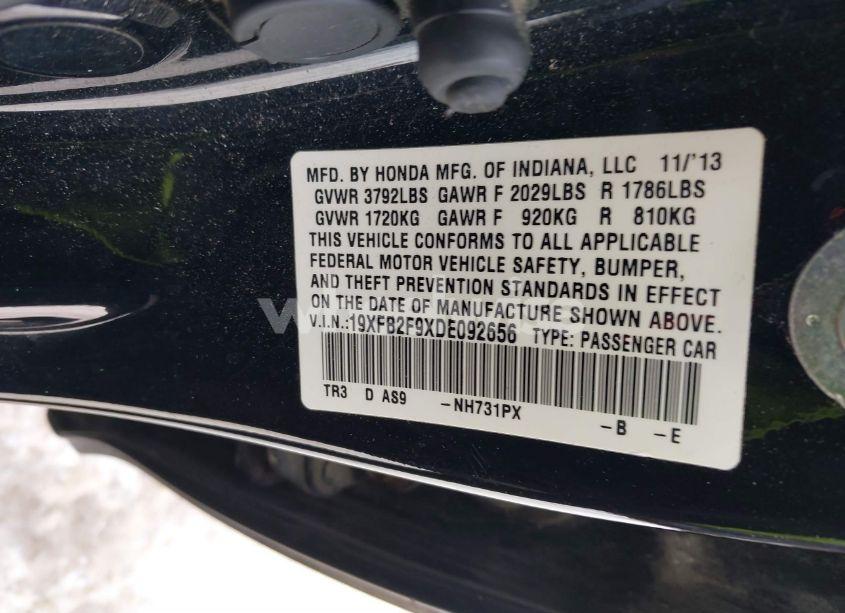 MFD. BY HONDA MFG. OF INDIANA, LLC 11/'13
GVWR 3792LBS GAWR F 2029LBS R 1786LBS
GVWR 1720KG GAWR F 920KG R 810KG
THIS VEHICLE CONFORMS TO ALL APPLICABLE
FEDERAL MOTOR VEHICLE SAFETY, BUMPER,
AND THEFT PREVENTION STANDARDS IN EFFECT
ON THE DATE OF MANUFACTURE SHOWN ABOVE.
V.I.N.:19XFB2F9XDE092656 TYPE: PASSENGER CAR
TR3 D AS9 -NH731PX -B -E